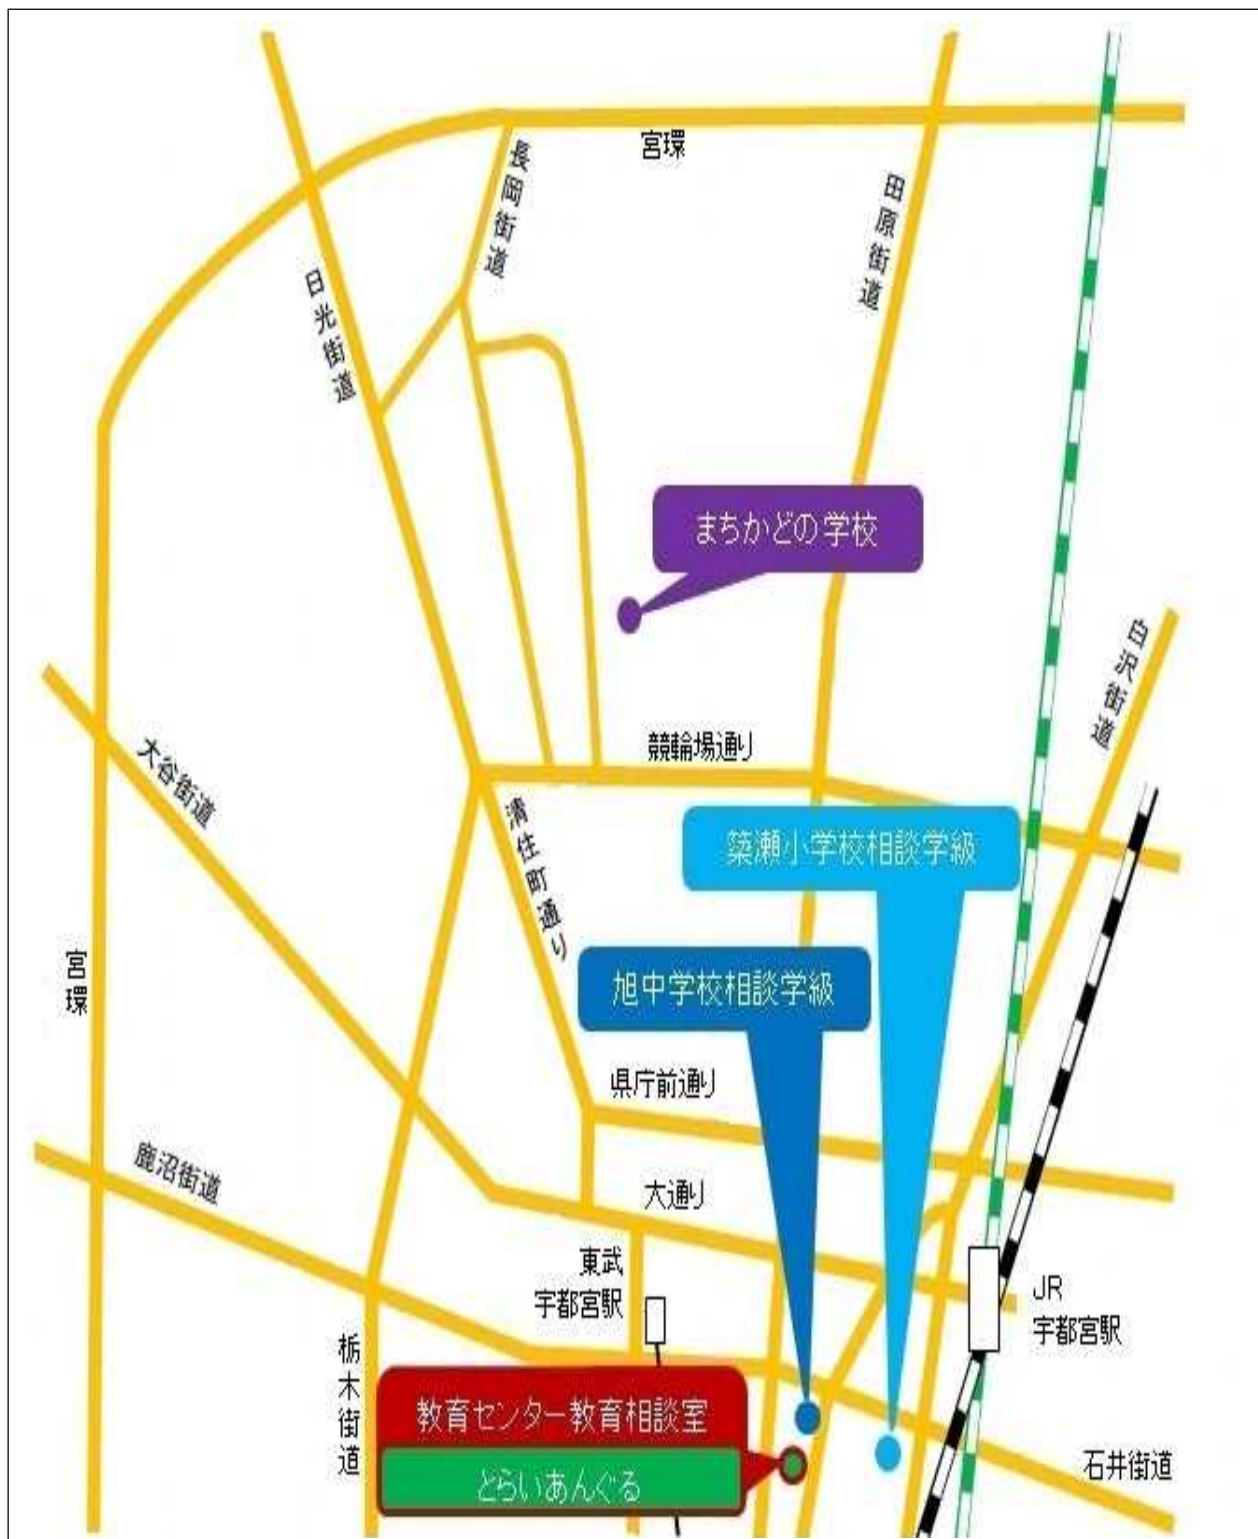 宮環
長岡街道
田原街道
日光街道
まちかどの学校
白沢街道
競輪場通り
大谷街道
清住町通り
簗瀬小学校相談学級
宮環
旭中学校相談学級
県庁前通り
鹿沼街道
大通り
東武
宇都宮駅
JR
宇都宮駅
栃木街道
教育センター教育相談室
とらいあんぐる
石井街道